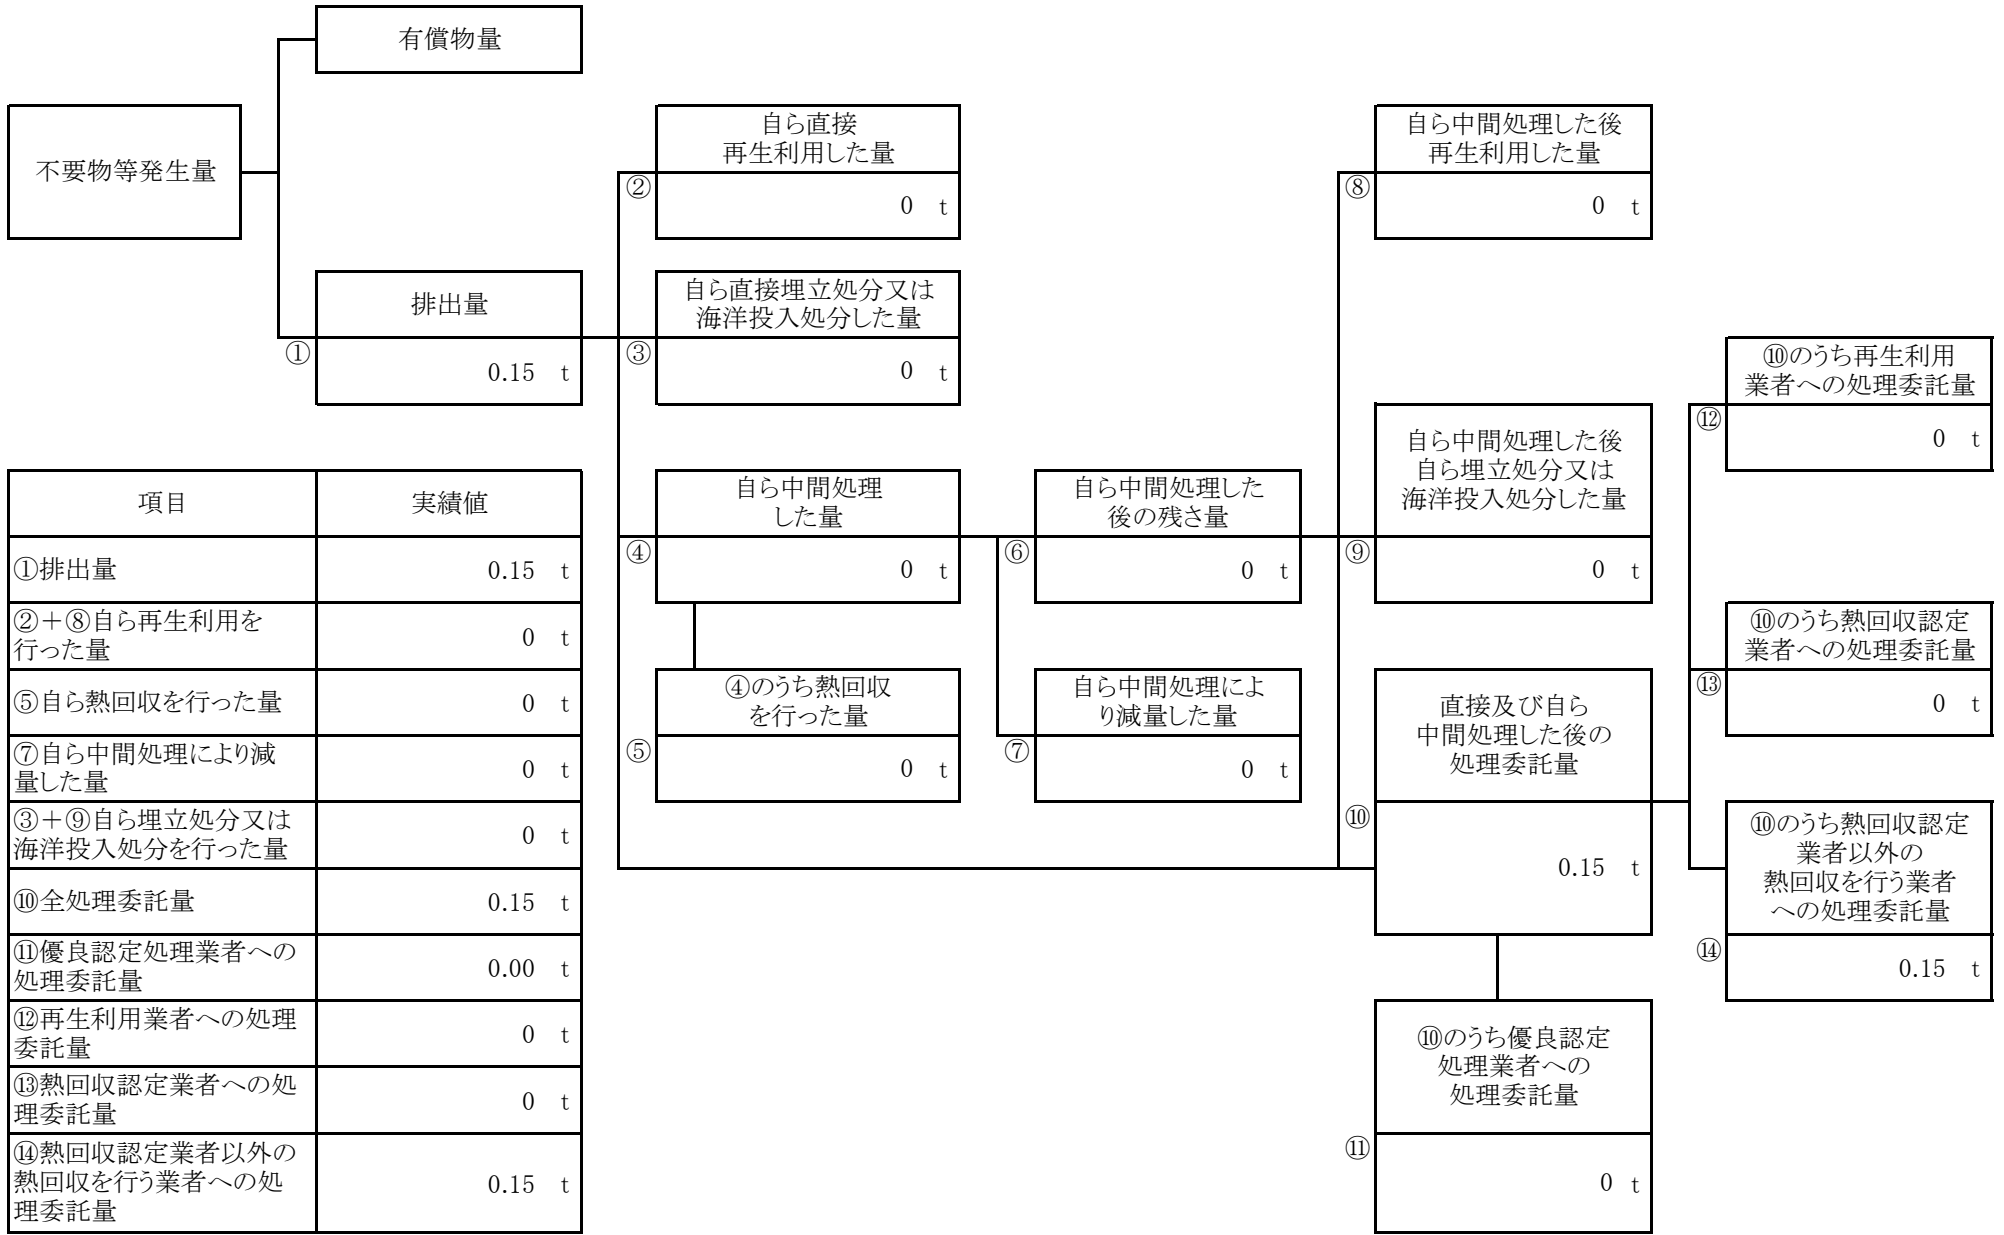 有償物量
不要物等発生量
自ら直接
再生利用した量
②
0 t
自ら中間処理した後
再生利用した量
⑧
0 t
排出量
①
0.15 t
自ら直接埋立処分又は
海洋投入処分した量
③
0 t
⑩のうち再生利用
業者への処理委託量
⑫
0 t
自ら中間処理
した量
④
0 t
自ら中間処理した
後の残さ量
⑥
0 t
自ら中間処理した後
自ら埋立処分又は
海洋投入処分した量
⑨
0 t
⑩のうち熱回収認定
業者への処理委託量
⑬
0 t
④のうち熱回収
を行った量
⑤
0 t
自ら中間処理によ
り減量した量
⑦
0 t
直接及び自ら
中間処理した後の
処理委託量
⑩
0.15 t
⑩のうち熱回収認定
業者以外の
熱回収を行う業者
への処理委託量
⑭
0.15 t
⑩のうち優良認定
処理業者への
処理委託量
⑪
0 t
項目 実績値
①排出量 0.15 t
②＋⑧自ら再生利用を
行った量
0 t
⑤自ら熱回収を行った量 0 t
⑦自ら中間処理により減
量した量
0 t
③＋⑨自ら埋立処分又は
海洋投入処分を行った量
0 t
⑩全処理委託量 0.15 t
⑪優良認定処理業者への
処理委託量
0.00 t
⑫再生利用業者への処理
委託量
0 t
⑬熱回収認定業者への処
理委託量
0 t
⑭熱回収認定業者以外の
熱回収を行う業者への処
理委託量
0.15 t